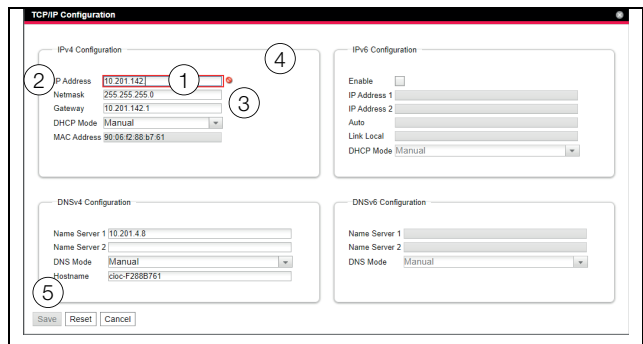 TCP/IP Configuration
IPv4 Configuration
4
2 IP Address 10.201.142. 1
Netmask 255.255.255.0 3
Gateway 10.201.142.1
DHCP Mode Manual
MAC Address 90:06:f2:88:b7:61
IPv6 Configuration
Enable
IP Address 1
IP Address 2
Auto
Link Local
DHCP Mode Manual
DNSv4 Configuration
Name Server 1 10.201.4.8
Name Server 2
DNS Mode Manual
Hostname cioc-F288B761
DNSv6 Configuration
Name Server 1
Name Server 2
DNS Mode Manual
5
Save Reset Cancel